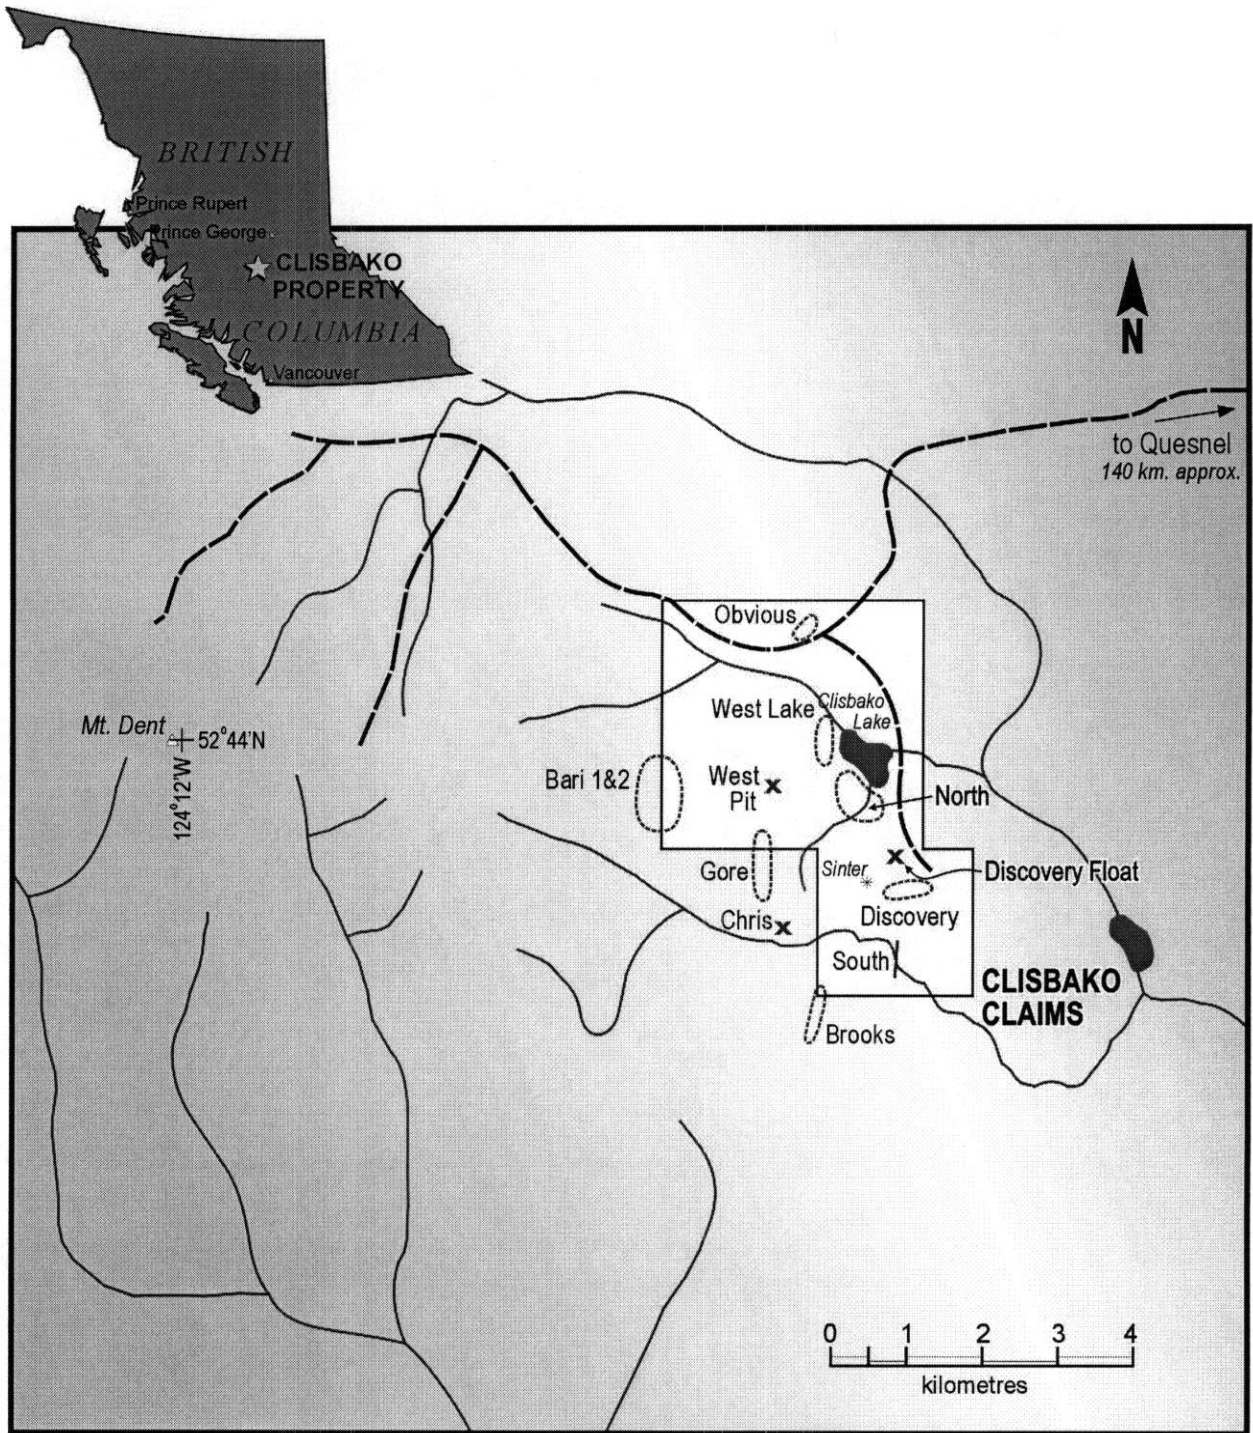 BRITISH
Prince Rupert
Prince George
CLISBAKO
PROPERTY
COLUMBIA
Vancouver
N
to Quesnel
140 km. approx.
Obvious
West Lake
Clisbako
Lake
Mt. Dent
52°44'N
124°12'W
Bari 1&2
West
Pit
North
Gore
Sinter
Discovery Float
Chris
Discovery
South
CLISBAKO
CLAIMS
Brooks
0 1 2 3 4
kilometres